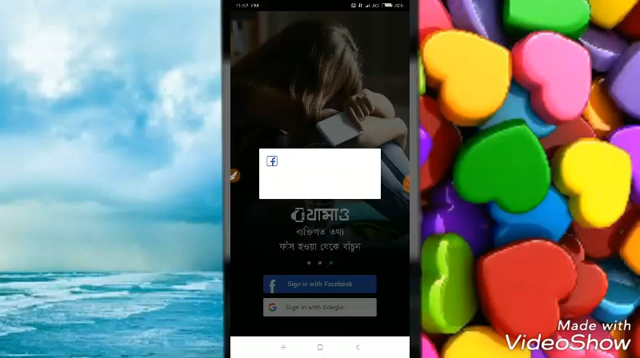 থামাও
ব্যক্তিগত তথ্য
ফাঁস হওয়া থেকে বাঁচুন
Sign in with Facebook
Sign in with Google
Made with
VideoShow